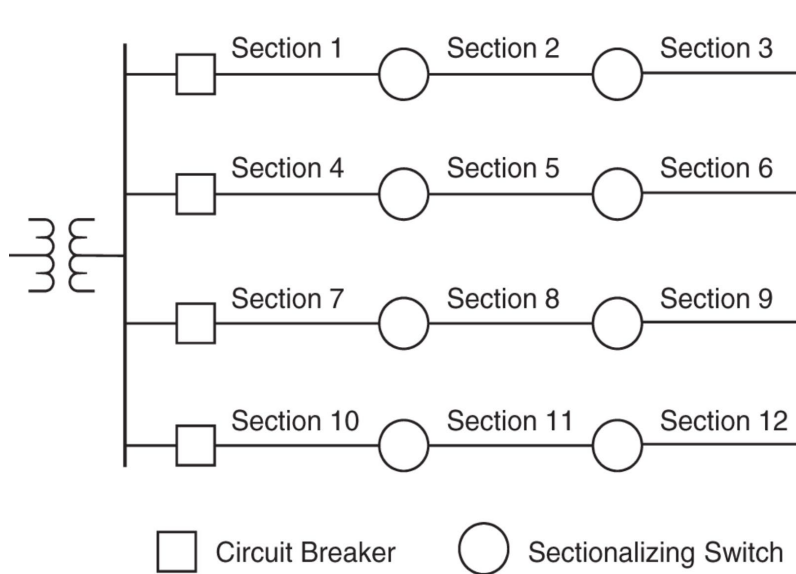 Section 1 Section 2 Section 3
Section 4 Section 5 Section 6
Section 7 Section 8 Section 9
Section 10 Section 11 Section 12
Circuit Breaker Sectionalizing Switch